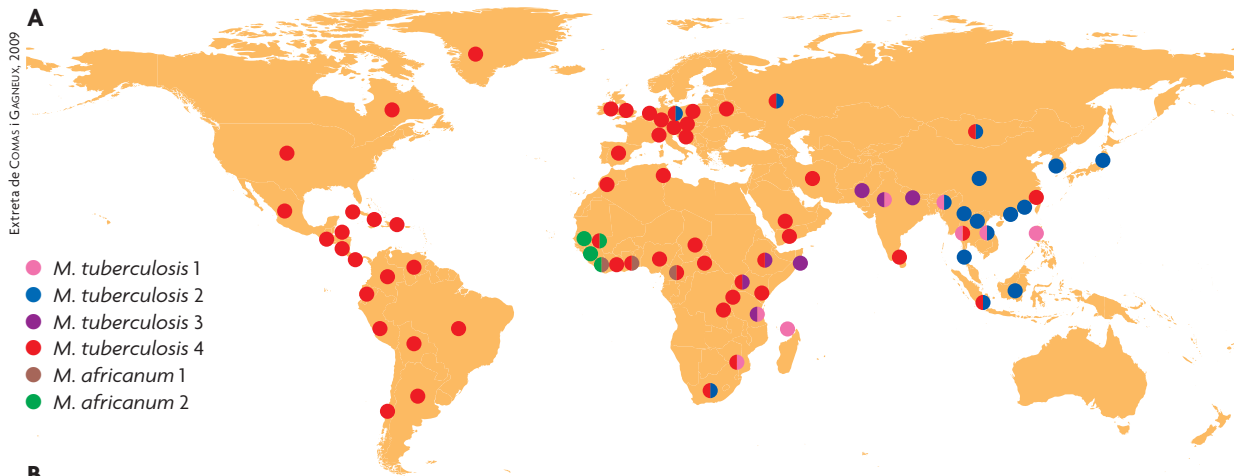 A
Extreta de COMAS I GAGNEUX, 2009
M. tuberculosis 1
M. tuberculosis 2
M. tuberculosis 3
M. tuberculosis 4
M. africanum 1
M. africanum 2
B